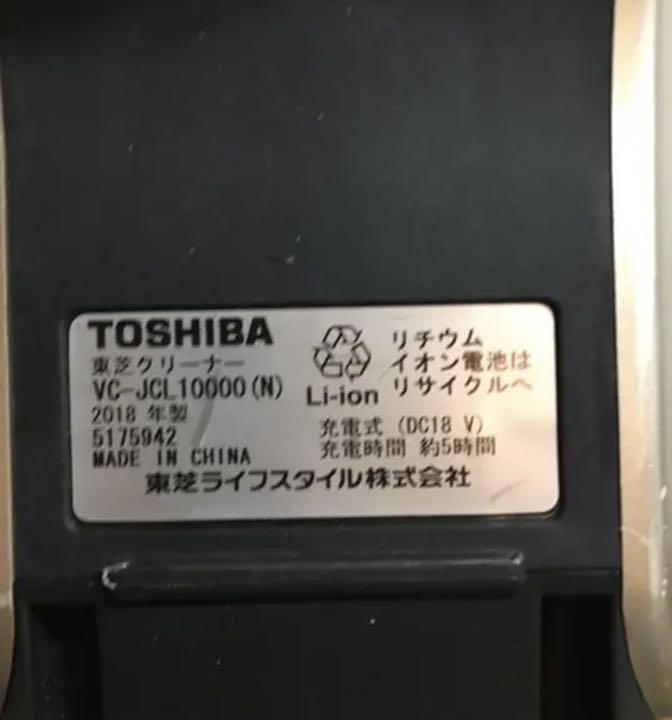 TOSHIBA
東芝クリーナー
VC-JCL10000(N)
2018 年製
5175942
MADE IN CHINA
Li-ion
リチウム
イオン電池は
リサイクルへ
充電式 (DC18 V)
充電時間 約5時間
東芝ライフスタイル株式会社